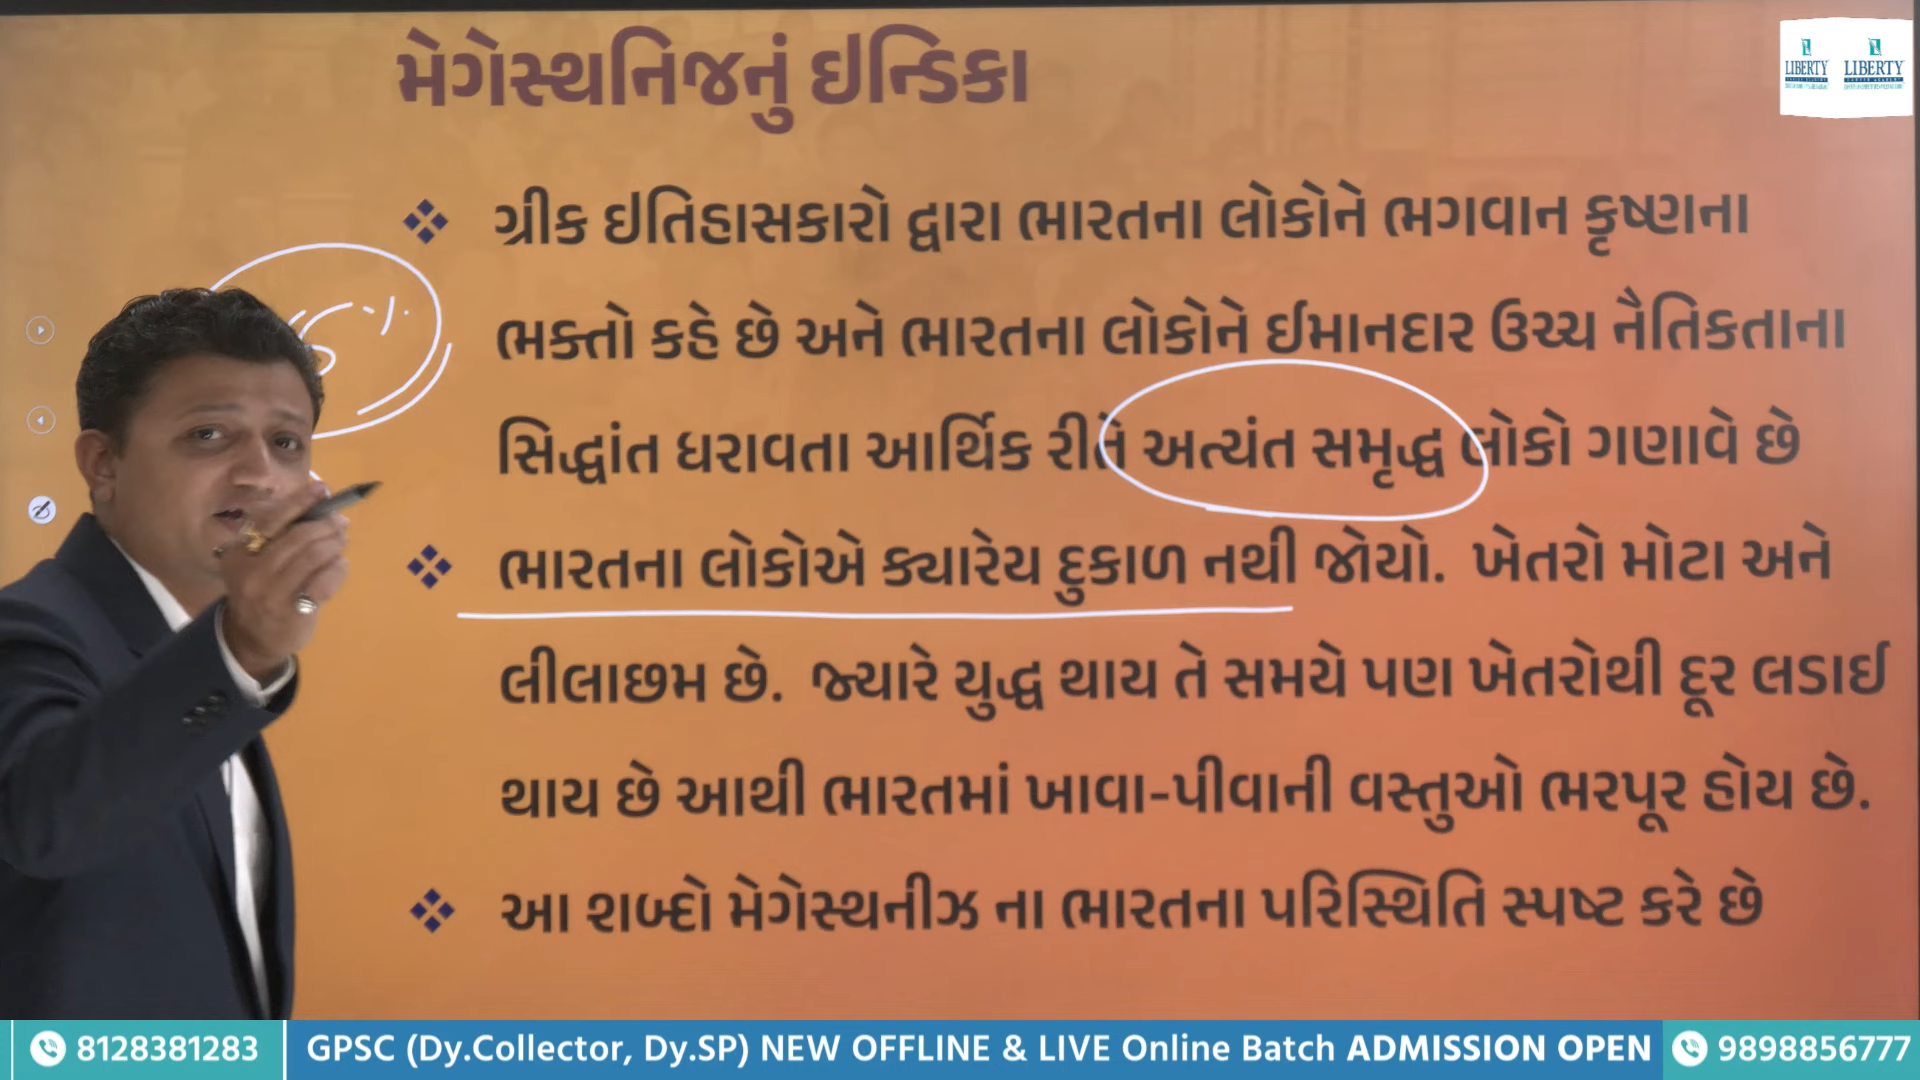 મેગેસ્થનિજનું ઇન્ડિકા
LIBERTY LIBERTY
ગ્રીક ઇતિહાસકારો દ્વારા ભારતના લોકોને ભગવાન કૃષ્ણના
ભક્તો કહે છે અને ભારતના લોકોને ઈમાનદાર ઉચ્ચ નૈતિકતાના
સિદ્ધાંત ધરાવતા આર્થિક રીતે અત્યંત સમૃદ્ધ લોકો ગણાવે છે
ભારતના લોકોએ ક્યારેય દુકાળ નથી જોયો. ખેતરો મોટા અને
લીલાછમ છે. જ્યારે યુદ્ધ થાય તે સમયે પણ ખેતરોથી દૂર લડાઈ
થાય છે આથી ભારતમાં ખાવા-પીવાની વસ્તુઓ ભરપૂર હોય છે.
આ શબ્દો મેગેસ્થનીઝ ના ભારતના પરિસ્થિતિ સ્પષ્ટ કરે છે
8128381283 GPSC (Dy.Collector, Dy.SP) NEW OFFLINE & LIVE Online Batch ADMISSION OPEN 9898856777